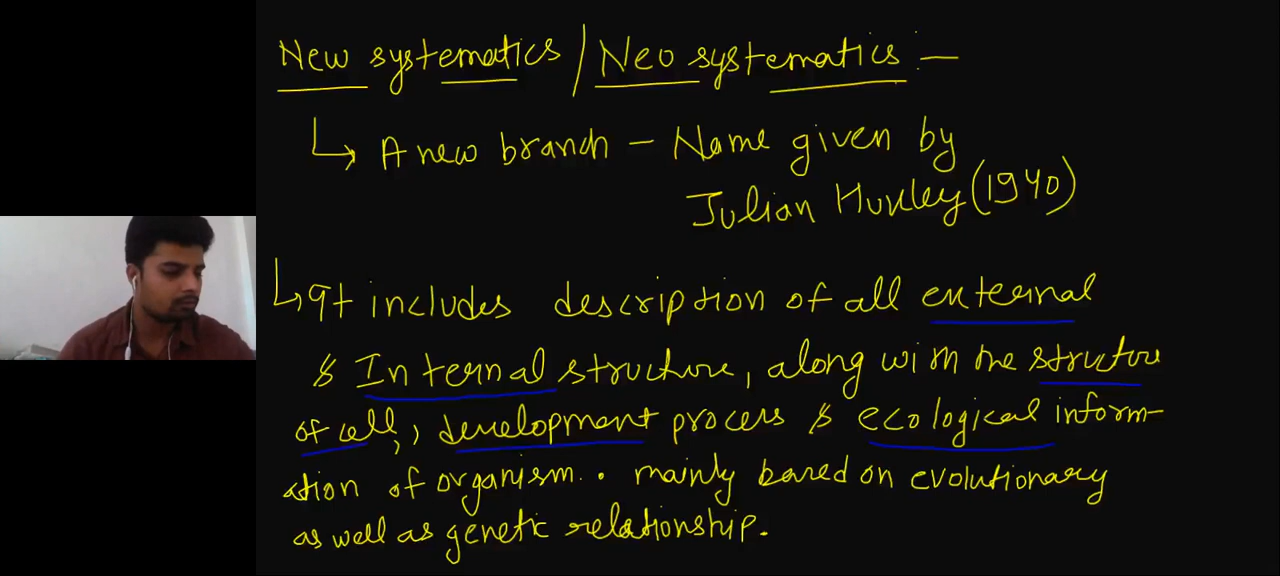 New systematics / Neo systematics :—
↳ A new branch — Name given by
Julian Huxley (1940)
↳ It includes description of all external
& Internal structure, along with the structure
of cell, development process & ecological inform-
ation of organism. mainly based on evolutionary
as well as genetic relationship.